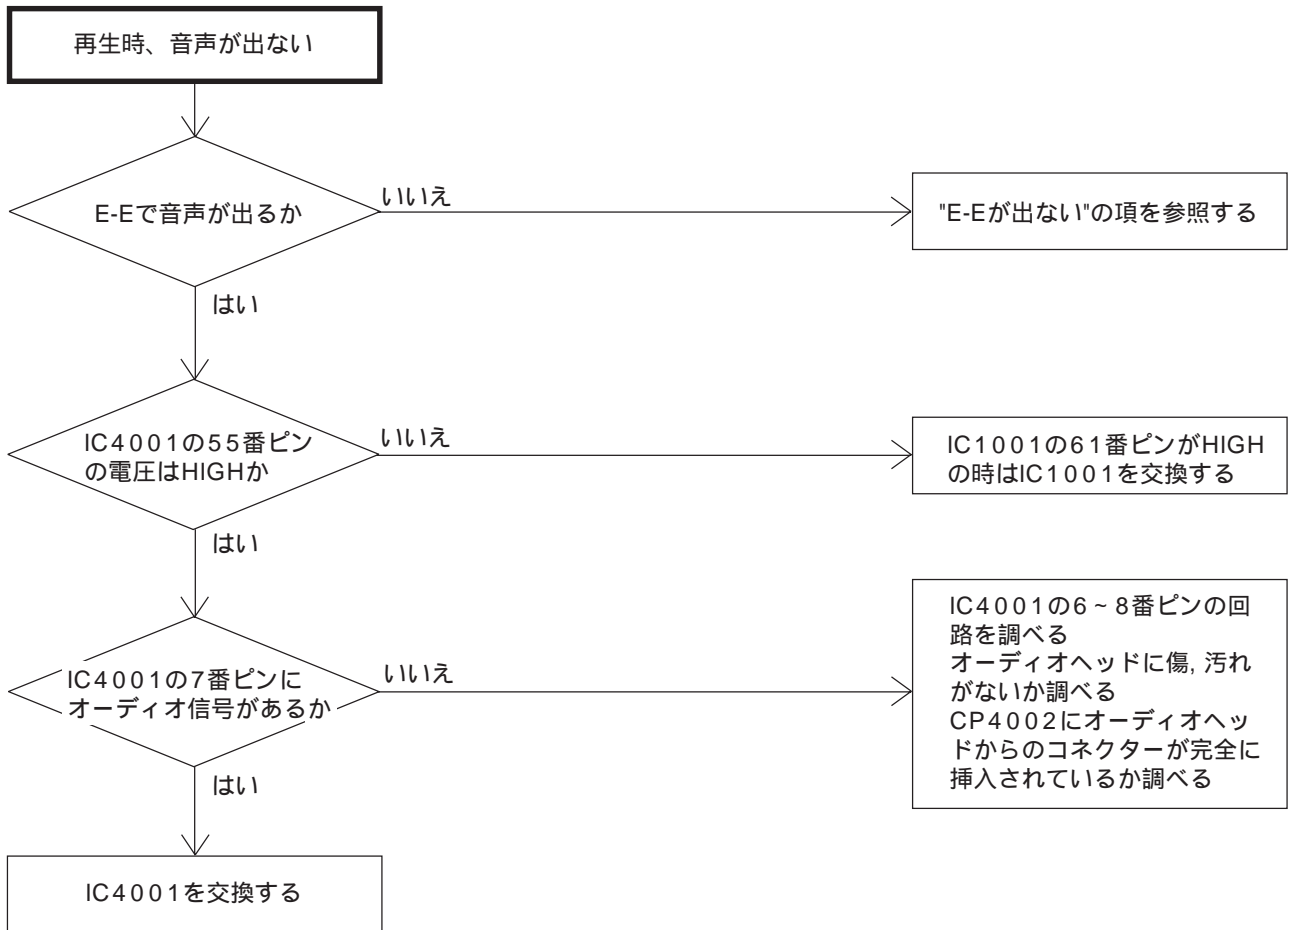 再生時、音声が出ない
E-Eで音声が出るか
いいえ
"E-Eが出ない"の項を参照する
はい
IC4001の55番ピン
の電圧はHIGHか
いいえ
IC1001の61番ピンがHIGH
の時はIC1001を交換する
はい
IC4001の7番ピンに
オーディオ信号があるか
いいえ
IC4001の6~8番ピンの回
路を調べる
オーディオヘッドに傷, 汚れ
がないか調べる
CP4002にオーディオヘッ
ドからのコネクターが完全に
挿入されているか調べる
はい
IC4001を交換する